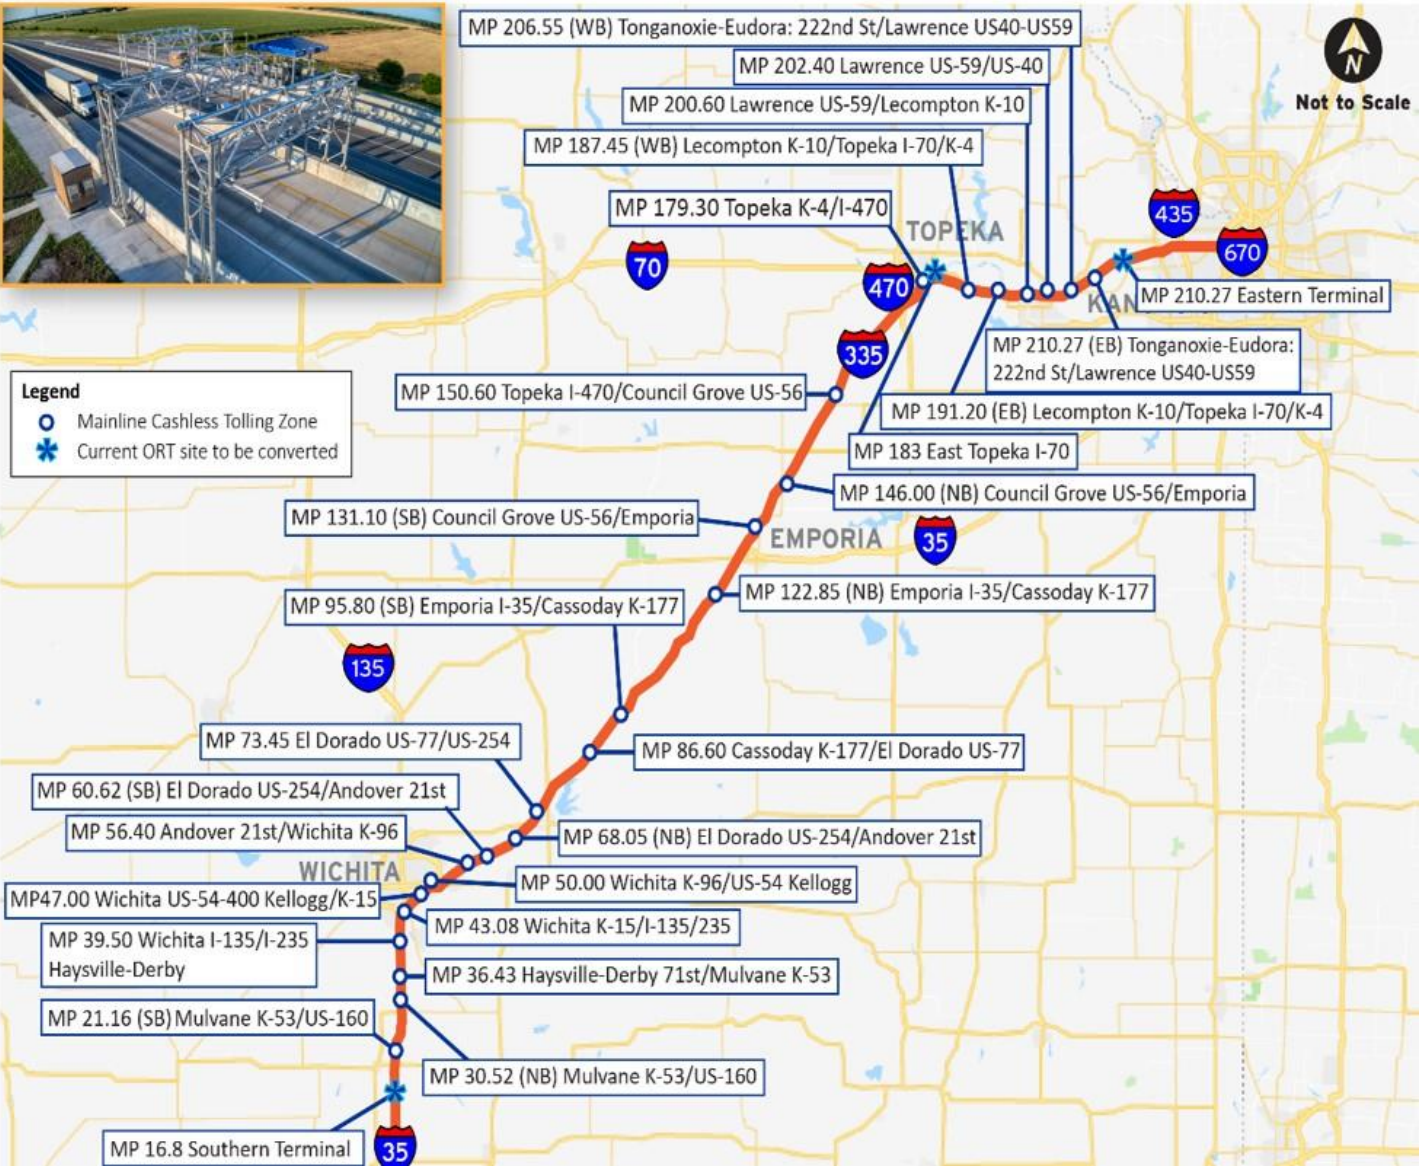 MP 206.55 (WB) Tonganoxie-Eudora: 222nd St/Lawrence US40-US59
MP 202.40 Lawrence US-59/US-40
MP 200.60 Lawrence US-59/Lecompton K-10
MP 187.45 (WB) Lecompton K-10/Topeka I-70/K-4
MP 179.30 Topeka K-4/I-470
N
Not to Scale
TOPEKA
435
670
70
470
KAN
MP 210.27 Eastern Terminal
335
MP 210.27 (EB) Tonganoxie-Eudora:
222nd St/Lawrence US40-US59
Legend
Mainline Cashless Tolling Zone
Current ORT site to be converted
MP 150.60 Topeka I-470/Council Grove US-56
MP 191.20 (EB) Lecompton K-10/Topeka I-70/K-4
MP 183 East Topeka I-70
MP 146.00 (NB) Council Grove US-56/Emporia
MP 131.10 (SB) Council Grove US-56/Emporia
EMPORIA
35
MP 122.85 (NB) Emporia I-35/Cassoday K-177
MP 95.80 (SB) Emporia I-35/Cassoday K-177
135
MP 73.45 El Dorado US-77/US-254
MP 86.60 Cassoday K-177/El Dorado US-77
MP 60.62 (SB) El Dorado US-254/Andover 21st
MP 56.40 Andover 21st/Wichita K-96
MP 68.05 (NB) El Dorado US-254/Andover 21st
WICHITA
MP 50.00 Wichita K-96/US-54 Kellogg
MP47.00 Wichita US-54-400 Kellogg/K-15
MP 43.08 Wichita K-15/I-135/235
MP 39.50 Wichita I-135/I-235
Haysville-Derby
MP 36.43 Haysville-Derby 71st/Mulvane K-53
MP 21.16 (SB) Mulvane K-53/US-160
MP 30.52 (NB) Mulvane K-53/US-160
MP 16.8 Southern Terminal
35